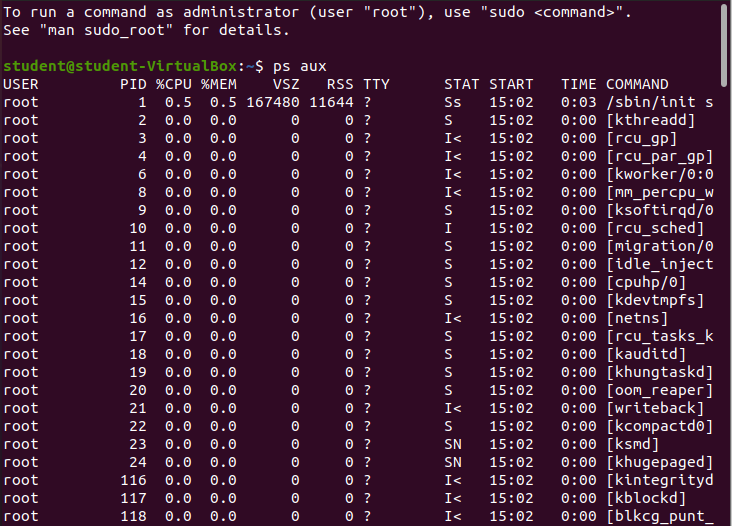 To run a command as administrator (user "root"), use "sudo <command>".
See "man sudo_root" for details.
student@student-VirtualBox:~$ ps aux
USER PID %CPU %MEM VSZ RSS TTY STAT START TIME COMMAND
root 1 0.5 0.5 167480 11644 ? Ss 15:02 0:03 /sbin/init s
root 2 0.0 0.0 0 0 ? S 15:02 0:00 [kthreadd]
root 3 0.0 0.0 0 0 ? I< 15:02 0:00 [rcu_gp]
root 4 0.0 0.0 0 0 ? I< 15:02 0:00 [rcu_par_gp]
root 6 0.0 0.0 0 0 ? I< 15:02 0:00 [kworker/0:0
root 8 0.0 0.0 0 0 ? I< 15:02 0:00 [mm_percpu_w
root 9 0.0 0.0 0 0 ? S 15:02 0:00 [ksoftirqd/0
root 10 0.0 0.0 0 0 ? I 15:02 0:00 [rcu_sched]
root 11 0.0 0.0 0 0 ? S 15:02 0:00 [migration/0
root 12 0.0 0.0 0 0 ? S 15:02 0:00 [idle_inject
root 14 0.0 0.0 0 0 ? S 15:02 0:00 [cpuhp/0]
root 15 0.0 0.0 0 0 ? S 15:02 0:00 [kdevtmpfs]
root 16 0.0 0.0 0 0 ? I< 15:02 0:00 [netns]
root 17 0.0 0.0 0 0 ? S 15:02 0:00 [rcu_tasks_k
root 18 0.0 0.0 0 0 ? S 15:02 0:00 [kauditd]
root 19 0.0 0.0 0 0 ? S 15:02 0:00 [khungtaskd]
root 20 0.0 0.0 0 0 ? S 15:02 0:00 [oom_reaper]
root 21 0.0 0.0 0 0 ? I< 15:02 0:00 [writeback]
root 22 0.0 0.0 0 0 ? S 15:02 0:00 [kcompactd0]
root 23 0.0 0.0 0 0 ? SN 15:02 0:00 [ksmd]
root 24 0.0 0.0 0 0 ? SN 15:02 0:00 [khugepaged]
root 116 0.0 0.0 0 0 ? I< 15:02 0:00 [kintegrityd
root 117 0.0 0.0 0 0 ? I< 15:02 0:00 [kblockd]
root 118 0.0 0.0 0 0 ? I< 15:02 0:00 [blkcg_punt_